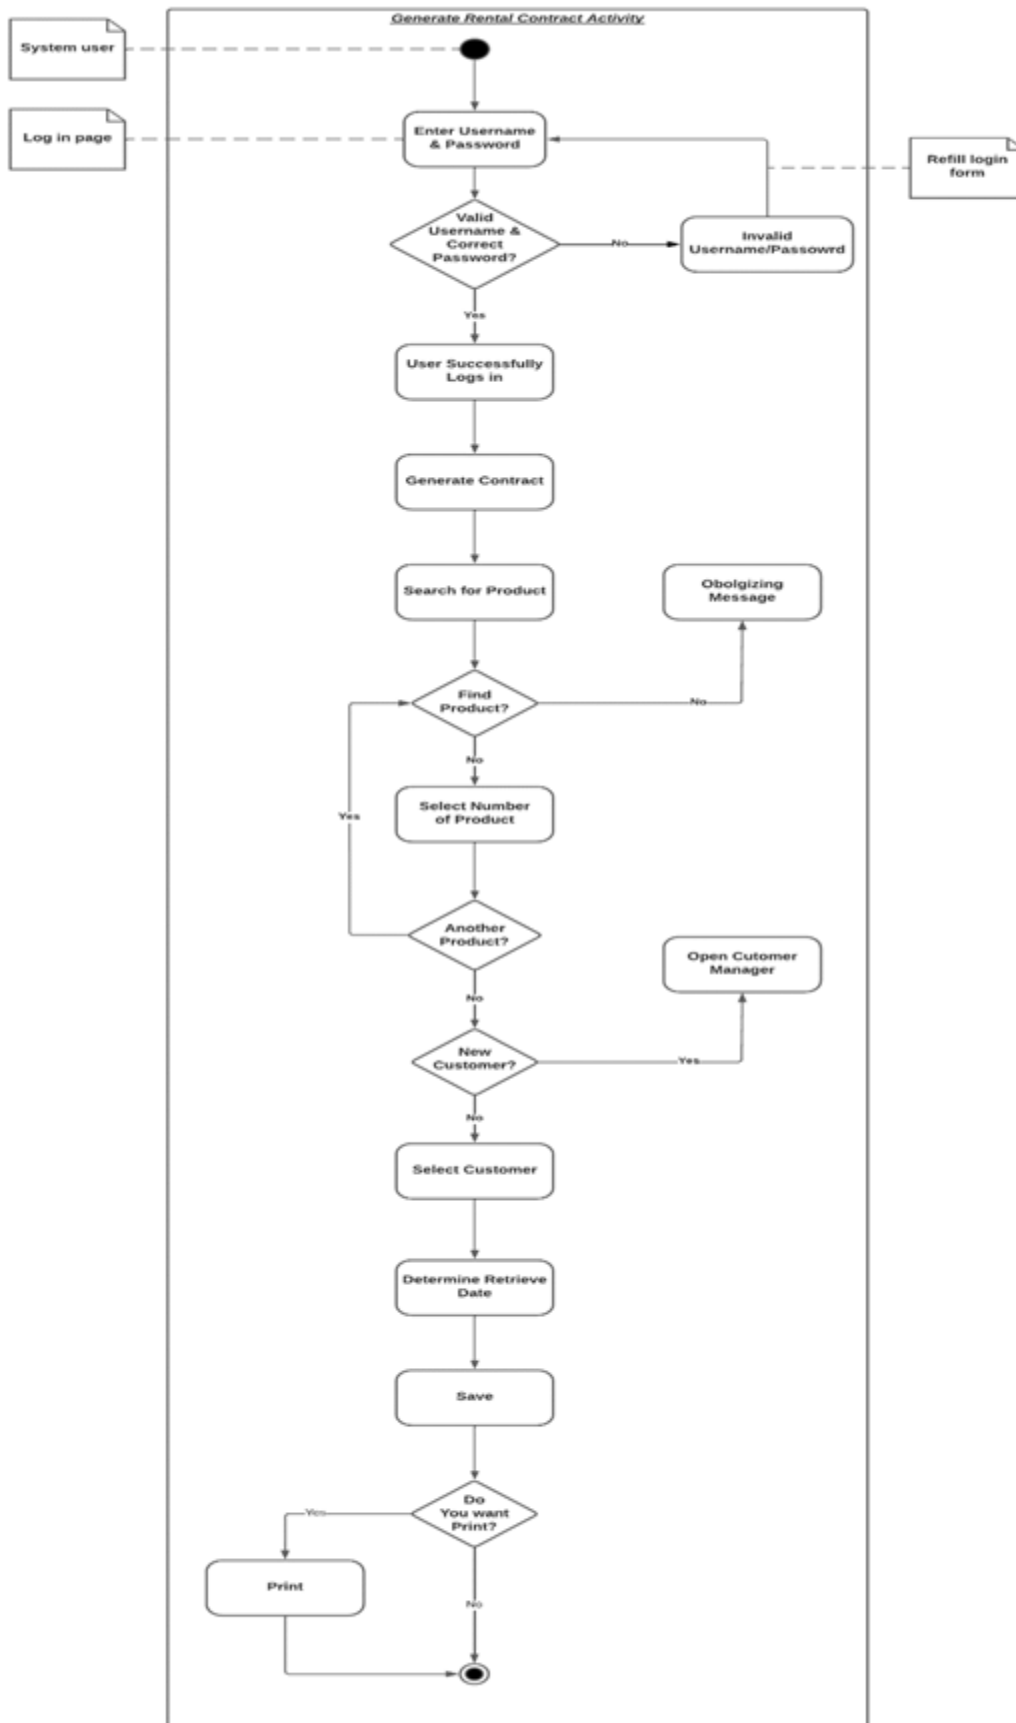 Generate Rental Contract Activity
System user
Log in page
Enter Username
& Password
Refill login
form
Valid
Username &
Correct
Password?
No
Invalid
Username/Passowrd
Yes
User Successfully
Logs in
Generate Contract
Search for Product
Obolgizing
Message
Find
Product?
No
No
Select Number
of Product
Yes
Another
Product?
Open Cutomer
Manager
No
New
Customer?
Yes
No
Select Customer
Determine Retrieve
Date
Save
Do
You want
Print?
Yes
Print
No